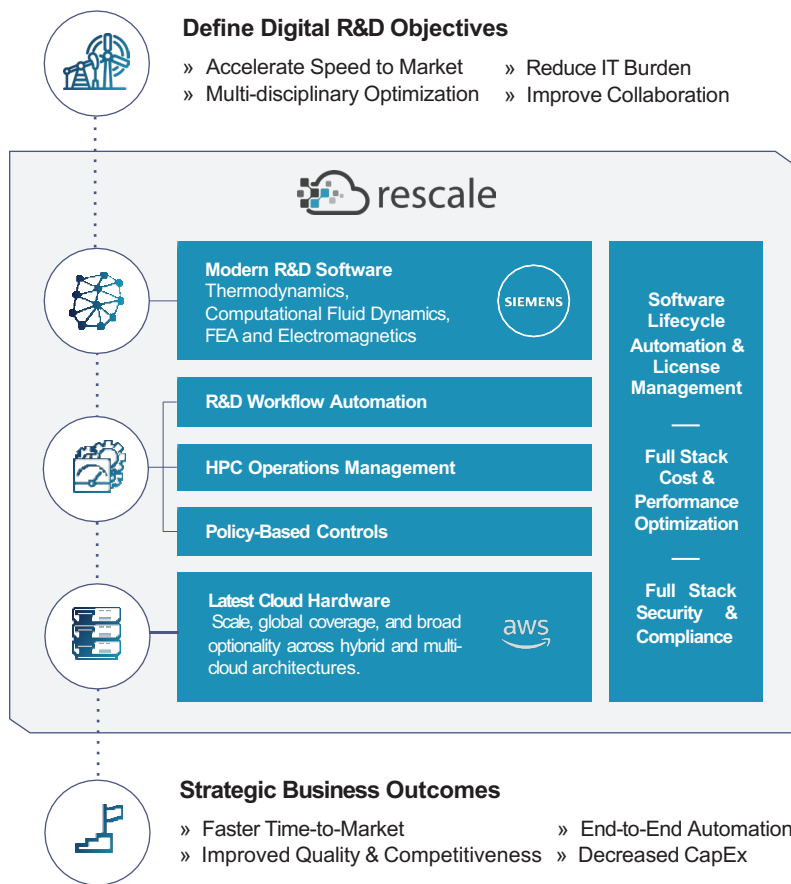 Define Digital R&D Objectives
» Accelerate Speed to Market
» Multi-disciplinary Optimization
» Reduce IT Burden
» Improve Collaboration
rescale
Modern R&D Software
Thermodynamics,
Computational Fluid Dynamics,
FEA and Electromagnetics
SIEMENS
R&D Workflow Automation
HPC Operations Management
Policy-Based Controls
Latest Cloud Hardware
Scale, global coverage, and broad
optionality across hybrid and multi-
cloud architectures.
aws
Software
Lifecycle
Automation &
License
Management
Full Stack
Cost &
Performance
Optimization
Full Stack
Security &
Compliance
Strategic Business Outcomes
» Faster Time-to-Market
» Improved Quality & Competitiveness
» End-to-End Automation
» Decreased CapEx